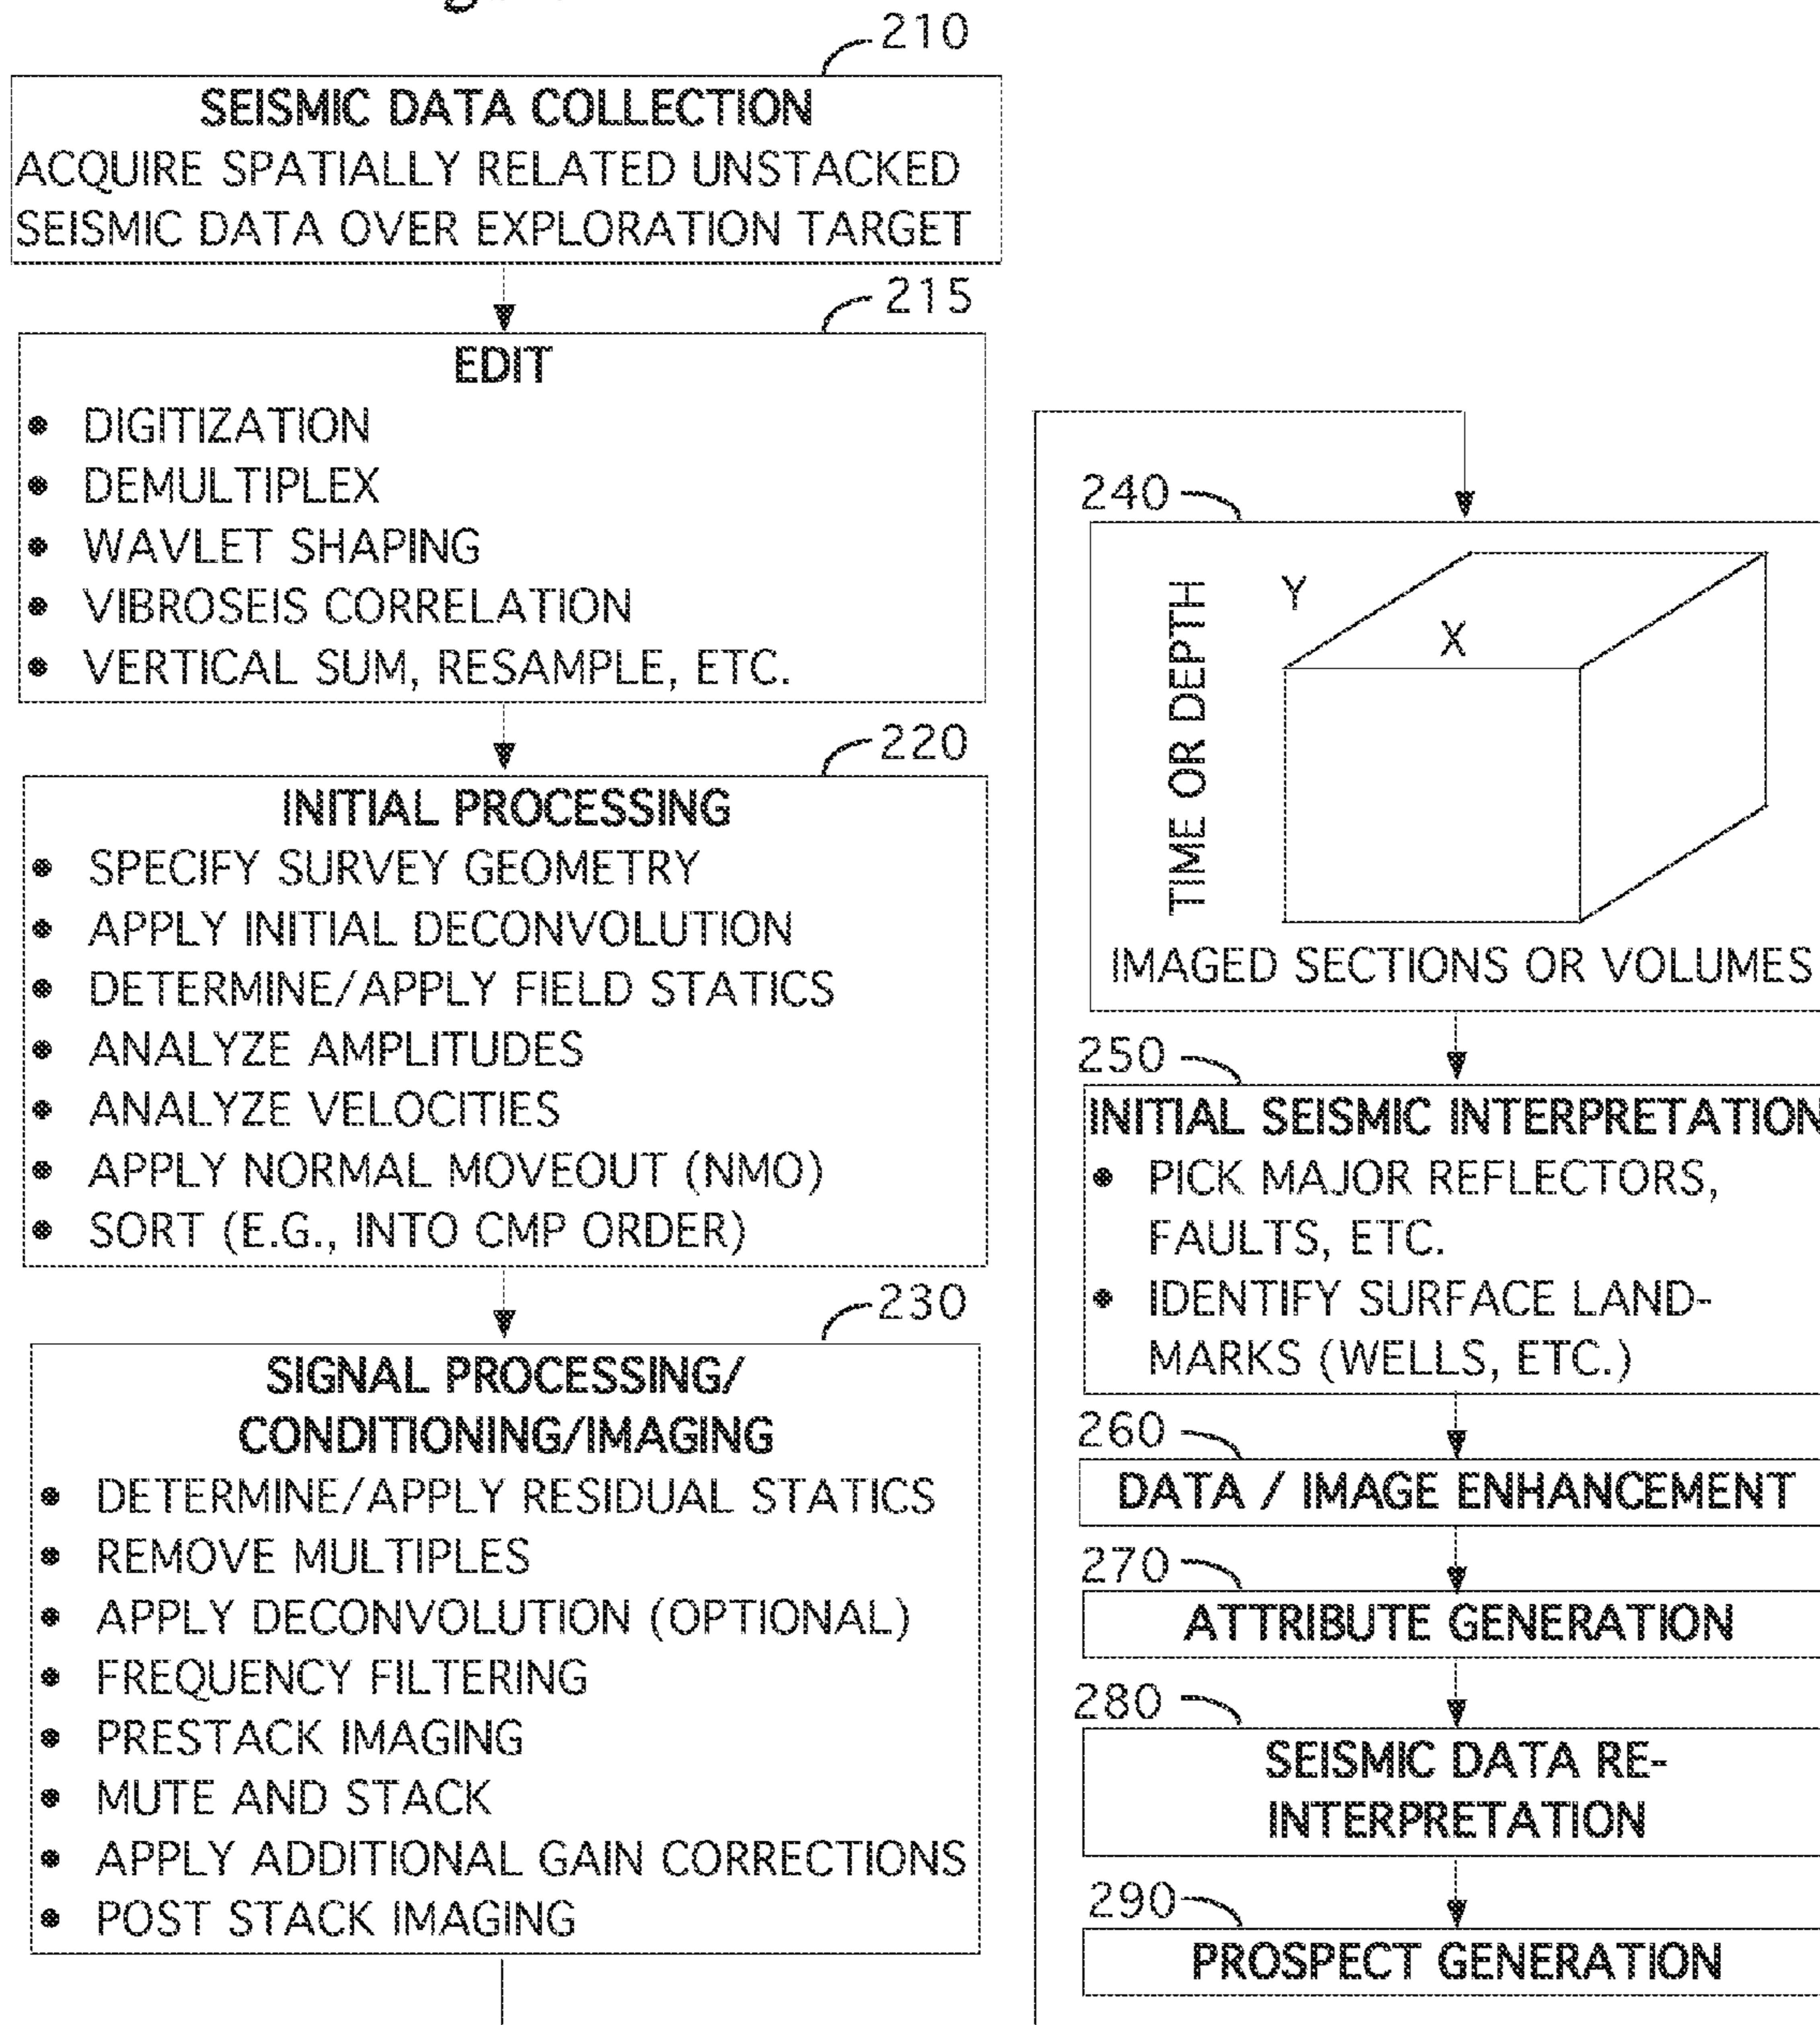 210
SEISMIC DATA COLLECTION
ACQUIRE SPATIALLY RELATED UNSTACKED
SEISMIC DATA OVER EXPLORATION TARGET
215
EDIT
• DIGITIZATION
• DEMULTIPLEX
• WAVLET SHAPING
• VIBROSEIS CORRELATION
• VERTICAL SUM, RESAMPLE, ETC.
220
INITIAL PROCESSING
• SPECIFY SURVEY GEOMETRY
• APPLY INITIAL DECONVOLUTION
• DETERMINE/APPLY FIELD STATICS
• ANALYZE AMPLITUDES
• ANALYZE VELOCITIES
• APPLY NORMAL MOVEOUT (NMO)
• SORT (E.G., INTO CMP ORDER)
230
SIGNAL PROCESSING/
CONDITIONING/IMAGING
• DETERMINE/APPLY RESIDUAL STATICS
• REMOVE MULTIPLES
• APPLY DECONVOLUTION (OPTIONAL)
• FREQUENCY FILTERING
• PRESTACK IMAGING
• MUTE AND STACK
• APPLY ADDITIONAL GAIN CORRECTIONS
• POST STACK IMAGING
240
TIME OR DEPTH
Y
X
IMAGED SECTIONS OR VOLUMES
250
INITIAL SEISMIC INTERPRETATION
• PICK MAJOR REFLECTORS,
FAULTS, ETC.
• IDENTIFY SURFACE LAND-
MARKS (WELLS, ETC.)
260
DATA / IMAGE ENHANCEMENT
270
ATTRIBUTE GENERATION
280
SEISMIC DATA RE-
INTERPRETATION
290
PROSPECT GENERATION